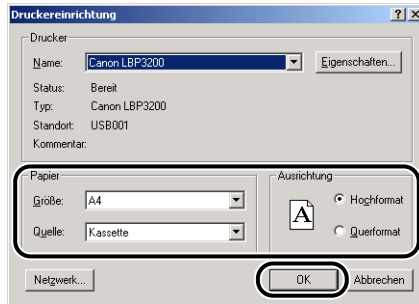 Druckereinrichtung
Drucker
Name: Canon LBP3200 Eigenschaften...
Status: Bereit
Typ: Canon LBP3200
Standort: USB001
Kommentar:
Papier
Größe: A4
Quelle: Kassette
Ausrichtung
A
Hochformat
Querformat
Netzwerk... OK Abbrechen